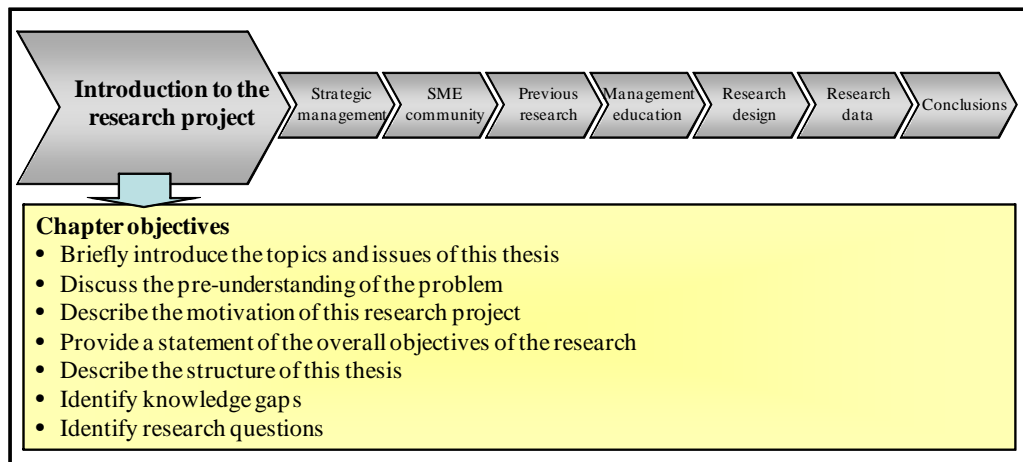 Introduction to the
research project
Strategic
management
SME
community
Previous
research
Management
education
Research
design
Research
data
Conclusions
Chapter objectives
• Briefly introduce the topics and issues of this thesis
• Discuss the pre-understanding of the problem
• Describe the motivation of this research project
• Provide a statement of the overall objectives of the research
• Describe the structure of this thesis
• Identify knowledge gaps
• Identify research questions